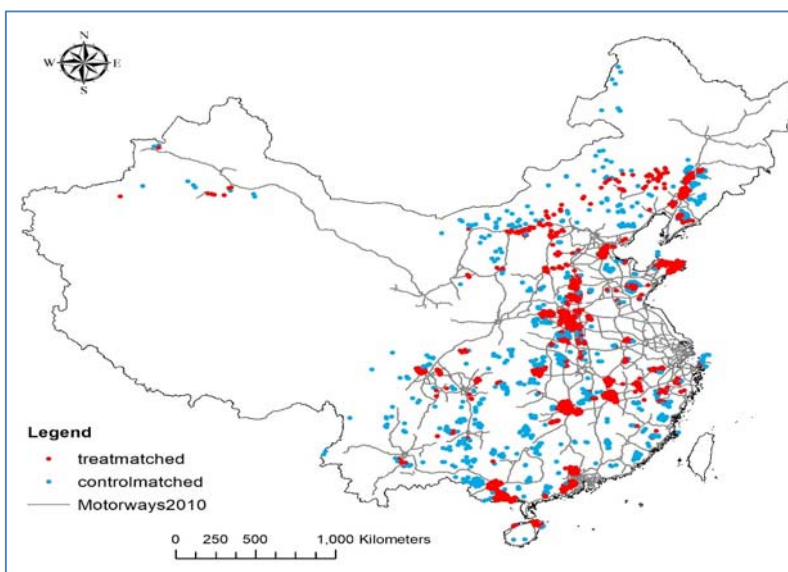 N
W E
S
Legend
treatmatched
controlmatched
Motorways2010
0 250 500 1,000 Kilometers